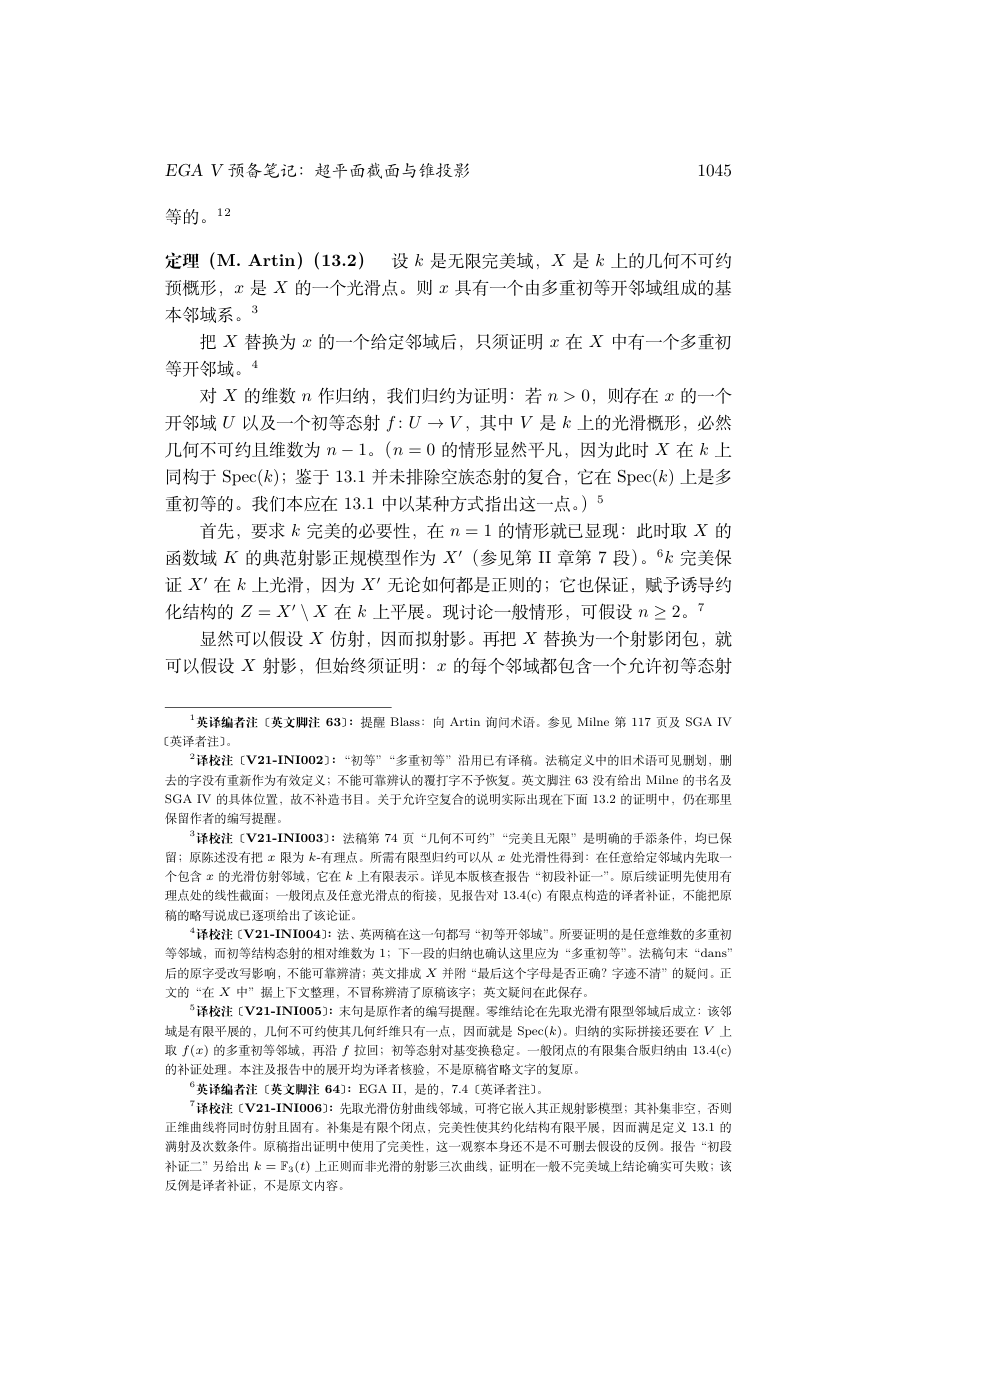 EGA V 预备笔记：超平面截面与锥投影 1045
等的。¹²
定理（M. Artin）(13.2) 设 k 是无限完美域，X 是 k 上的几何不可约
预概形，x 是 X 的一个光滑点。则 x 具有一个由多重初等开邻域组成的基
本邻域系。³
把 X 替换为 x 的一个给定邻域后，只须证明 x 在 X 中有一个多重初
等开邻域。⁴
对 X 的维数 n 作归纳，我们归约为证明：若 n > 0，则存在 x 的一个
开邻域 U 以及一个初等态射 f: U → V，其中 V 是 k 上的光滑概形，必然
几何不可约且维数为 n − 1。（n = 0 的情形显然平凡，因为此时 X 在 k 上
同构于 Spec(k)；鉴于 13.1 并未排除空族态射的复合，它在 Spec(k) 上是多
重初等的。我们本应在 13.1 中以某种方式指出这一点。）⁵
首先，要求 k 完美的必要性，在 n = 1 的情形就已显现：此时取 X 的
函数域 K 的典范射影正规模型作为 X′（参见第 II 章第 7 段）。⁶k 完美保
证 X′ 在 k 上光滑，因为 X′ 无论如何都是正则的；它也保证，赋予诱导约
化结构的 Z = X′ \ X 在 k 上平展。现讨论一般情形，可假设 n ≥ 2。⁷
显然可以假设 X 仿射，因而拟射影。再把 X 替换为一个射影闭包，就
可以假设 X 射影，但始终须证明：x 的每个邻域都包含一个允许初等态射
¹英译编者注〔英文脚注 63〕：提醒 Blass：向 Artin 询问术语。参见 Milne 第 117 页及 SGA IV
〔英译者注〕。
²译校注〔V21-INI002〕：“初等”“多重初等”沿用已有译稿。法稿定义中的旧术语可见删划，删
去的字没有重新作为有效定义；不能可靠辨认的覆打字不予恢复。英文脚注 63 没有给出 Milne 的书名及
SGA IV 的具体位置，故不补造书目。关于允许空复合的说明实际出现在下面 13.2 的证明中，仍在那里
保留作者的编写提醒。
³译校注〔V21-INI003〕：法稿第 74 页“几何不可约”“完美且无限”是明确的手添条件，均已保
留；原陈述没有把 x 限为 k-有理点。所需有限型归约可以从 x 处光滑性得到：在任意给定邻域内先取一
个包含 x 的光滑仿射邻域，它在 k 上有限表示。详见本版核查报告“初段补证一”。原后续证明先使用有
理点处的线性截面；一般闭点及任意光滑点的衔接，见报告对 13.4(c) 有限点构造的译者补证，不能把原
稿的略写说成已逐项给出了该论证。
⁴译校注〔V21-INI004〕：法、英两稿在这一句都写“初等开邻域”。所要证明的是任意维数的多重初
等邻域，而初等结构态射的相对维数为 1；下一段的归纳也确认这里应为“多重初等”。法稿句末“dans”
后的原字受改写影响，不能可靠辨清；英文排成 X 并附“最后这个字母是否正确？字迹不清”的疑问。正
文的“在 X 中”据上下文整理，不冒称辨清了原稿该字；英文疑问在此保存。
⁵译校注〔V21-INI005〕：末句是原作者的编写提醒。零维结论在先取光滑有限型邻域后成立：该邻
域是有限平展的，几何不可约使其几何纤维只有一点，因而就是 Spec(k)。归纳的实际拼接还要在 V 上
取 f(x) 的多重初等邻域，再沿 f 拉回；初等态射对基变换稳定。一般闭点的有限集合版归纳由 13.4(c)
的补证处理。本注及报告中的展开均为译者核验，不是原稿省略文字的复原。
⁶英译编者注〔英文脚注 64〕：EGA II，是的，7.4〔英译者注〕。
⁷译校注〔V21-INI006〕：先取光滑仿射曲线邻域，可将它嵌入其正规射影模型；其补集非空，否则
正维曲线将同时仿射且固有。补集是有限个闭点，完美性使其约化结构有限平展，因而满足定义 13.1 的
满射及次数条件。原稿指出证明中使用了完美性，这一观察本身还不是不可删去假设的反例。报告“初段
补证二”另给出 k = 𝔽₃(t) 上正则而非光滑的射影三次曲线，证明在一般不完美域上结论确实可失败；该
反例是译者补证，不是原文内容。